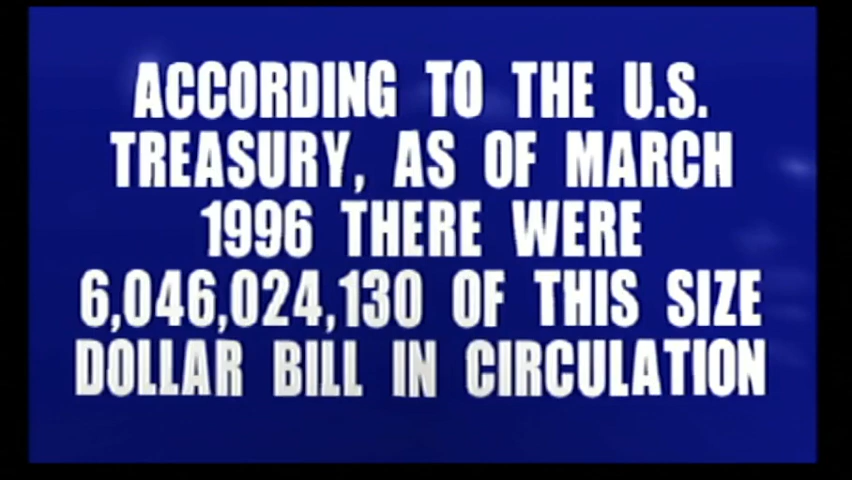 ACCORDING TO THE U.S.
TREASURY, AS OF MARCH
1996 THERE WERE
6,046,024,130 OF THIS SIZE
DOLLAR BILL IN CIRCULATION